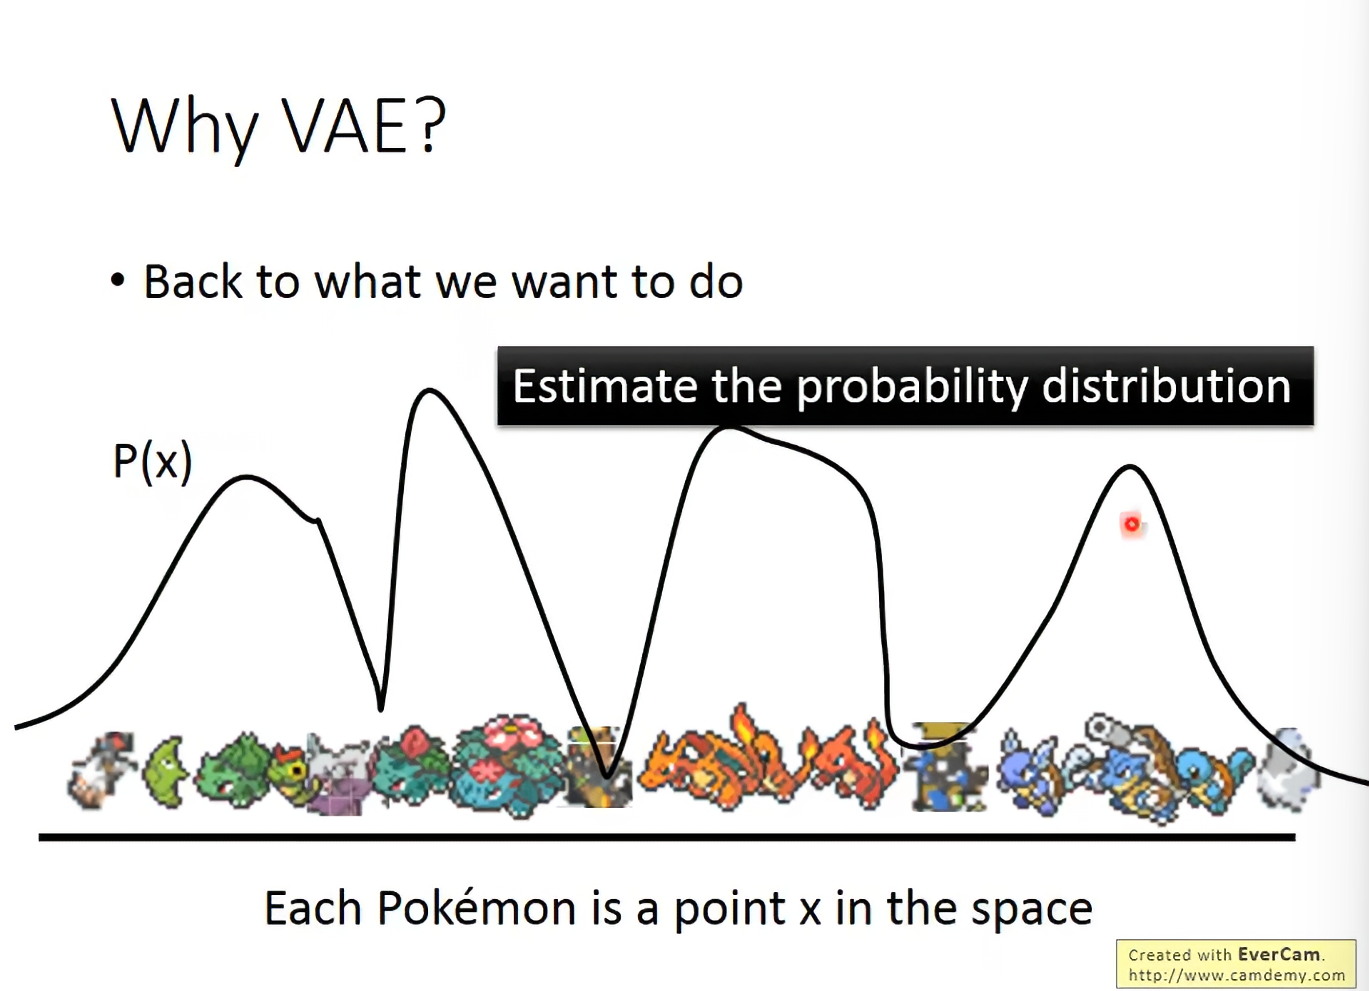 Why VAE?
• Back to what we want to do
Estimate the probability distribution
P(x)
Each Pokémon is a point x in the space
Created with EverCam.
http://www.camdemy.com